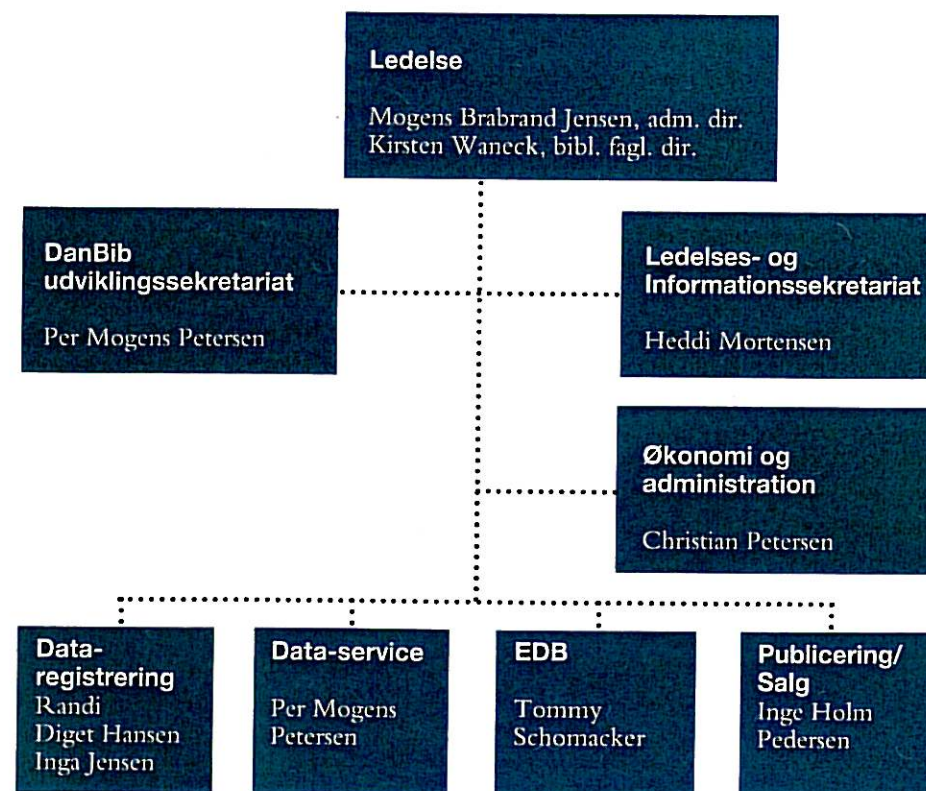 Ledelse
Mogens Brabrand Jensen, adm. dir.
Kirsten Waneck, bibl. fagl. dir.
DanBib
udviklingssekretariat
Per Mogens Petersen
Ledelses- og
Informationssekretariat
Heddi Mortensen
Økonomi og
administration
Christian Petersen
Data-
registrering
Randi
Diget Hansen
Inga Jensen
Data-service
Per Mogens
Petersen
EDB
Tommy
Schomacker
Publicering/
Salg
Inge Holm
Pedersen